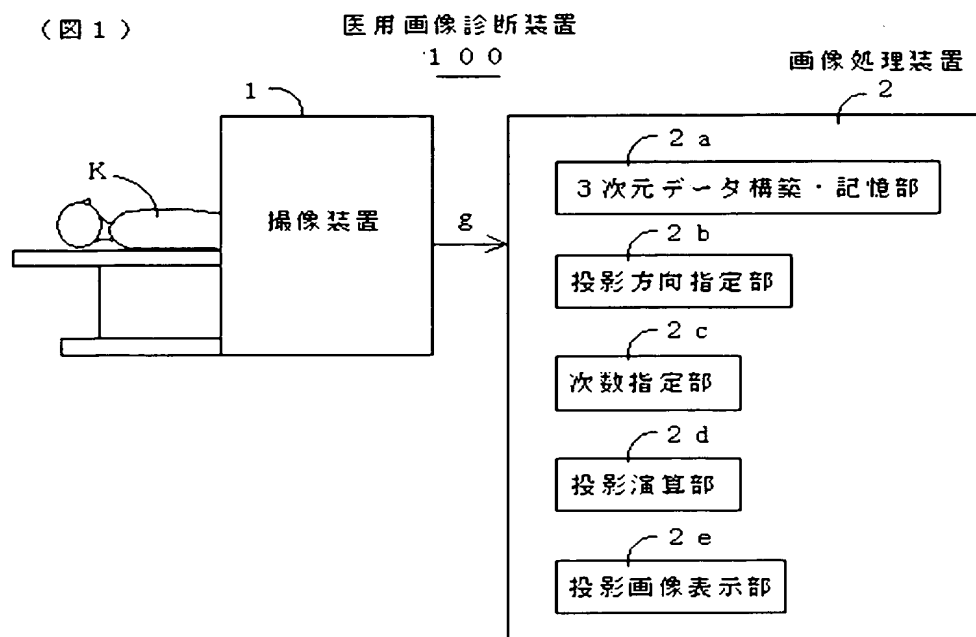 (図1)
医用画像診断装置
100
画像処理装置
1
2
2a
3次元データ構築・記憶部
K
撮像装置
g
2b
投影方向指定部
2c
次数指定部
2d
投影演算部
2e
投影画像表示部